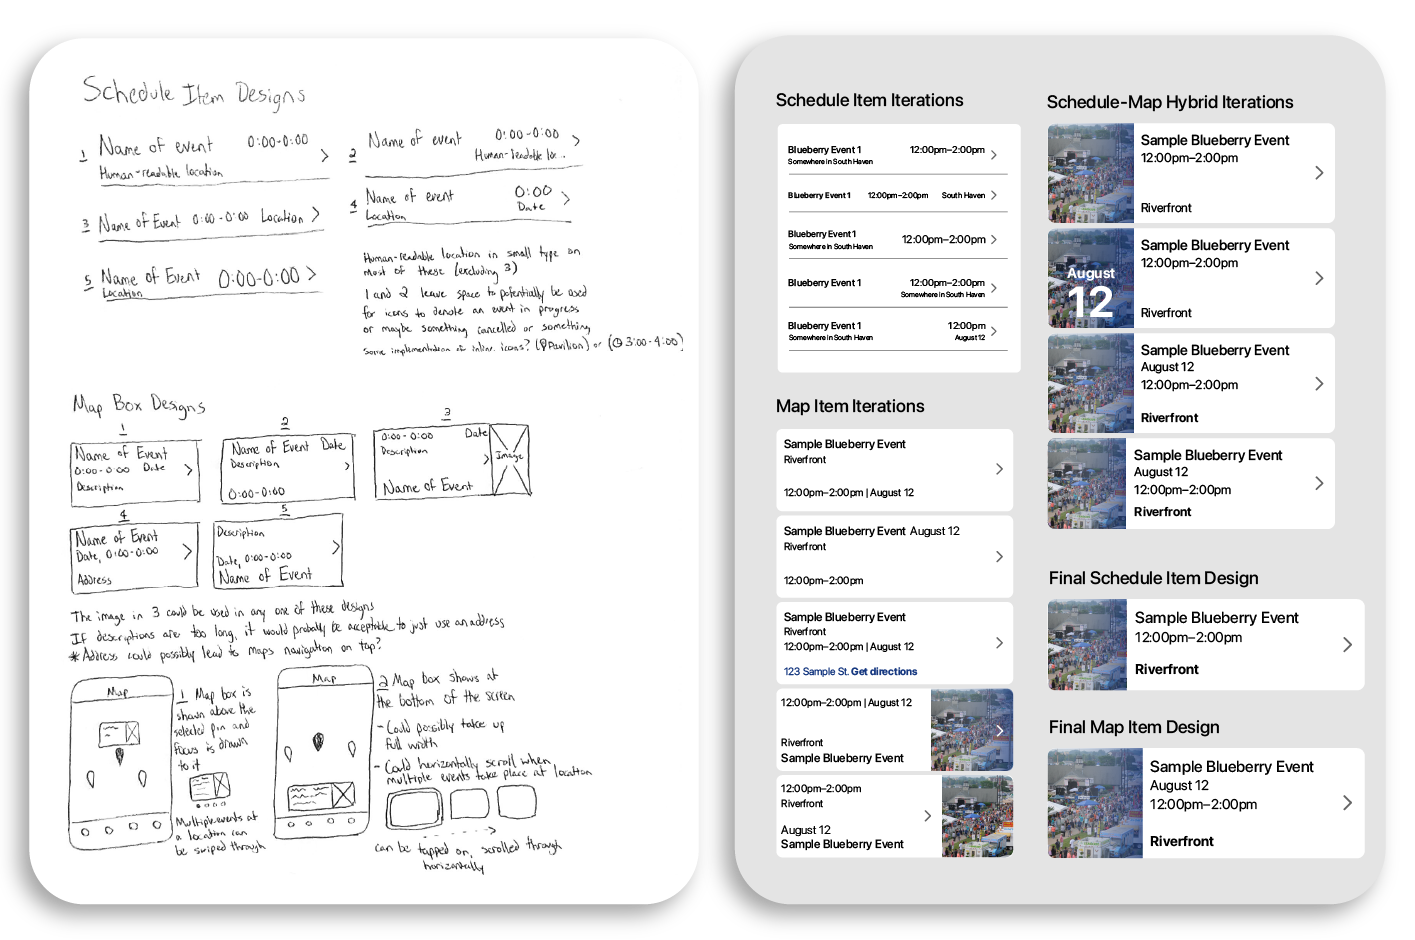 Schedule Item Designs
1 Name of event 0:00-0:00 >
Human-readable location
2 Name of event 0:00-0:00 >
Human-readable loc...
3 Name of Event 0:00-0:00 Location >
4 Name of event 0:00 >
Location Date
5 Name of Event 0:00-0:00 >
Location
Human-readable location in small type on
most of these (excluding 3)
1 and 2 leave space to potentially be used
for icons to denote an event in progress
or maybe something cancelled or something
some implementation of inline icons? (Pavilion) or (3:00-4:00)
Map Box Designs
1
Name of Event
0:00-0:00 Date >
Description
2
Name of Event Date
Description >
0:00-0:00
3
0:00-0:00 Date
Description
>
Name of Event
Image
4
Name of Event
Date, 0:00-0:00 >
Address
5
Description
>
Date, 0:00-0:00
Name of Event
The image in 3 could be used in any one of these designs
If descriptions are too long, it would probably be acceptable to just use an address
*Address could possibly lead to maps navigation on tap?
Map
1 Map box is
shown above the
selected pin and
focus is drawn
to it
Multiple events at
a location can
be swiped through
Map
2 Map box shows at
the bottom of the screen
- Could possibly take up
full width
- Could horizontally scroll when
multiple events take place at location
can be tapped on, scrolled through
horizontally
Schedule Item Iterations
Blueberry Event 1 12:00pm–2:00pm >
Somewhere in South Haven
Blueberry Event 1 12:00pm–2:00pm South Haven >
Blueberry Event 1 12:00pm–2:00pm >
Somewhere in South Haven
Blueberry Event 1 12:00pm–2:00pm >
Somewhere in South Haven
Blueberry Event 1 12:00pm >
Somewhere in South Haven August 12
Map Item Iterations
Sample Blueberry Event
Riverfront
12:00pm–2:00pm | August 12
Sample Blueberry Event August 12
Riverfront
12:00pm–2:00pm
Sample Blueberry Event
Riverfront
12:00pm–2:00pm | August 12
123 Sample St. Get directions
12:00pm–2:00pm | August 12
Riverfront
Sample Blueberry Event
12:00pm–2:00pm
Riverfront
August 12
Sample Blueberry Event
Schedule-Map Hybrid Iterations
Sample Blueberry Event
12:00pm–2:00pm
Riverfront
August
12
Sample Blueberry Event
12:00pm–2:00pm
Riverfront
Sample Blueberry Event
August 12
12:00pm–2:00pm
Riverfront
Sample Blueberry Event
August 12
12:00pm–2:00pm
Riverfront
Final Schedule Item Design
Sample Blueberry Event
12:00pm–2:00pm
Riverfront
Final Map Item Design
Sample Blueberry Event
August 12
12:00pm–2:00pm
Riverfront